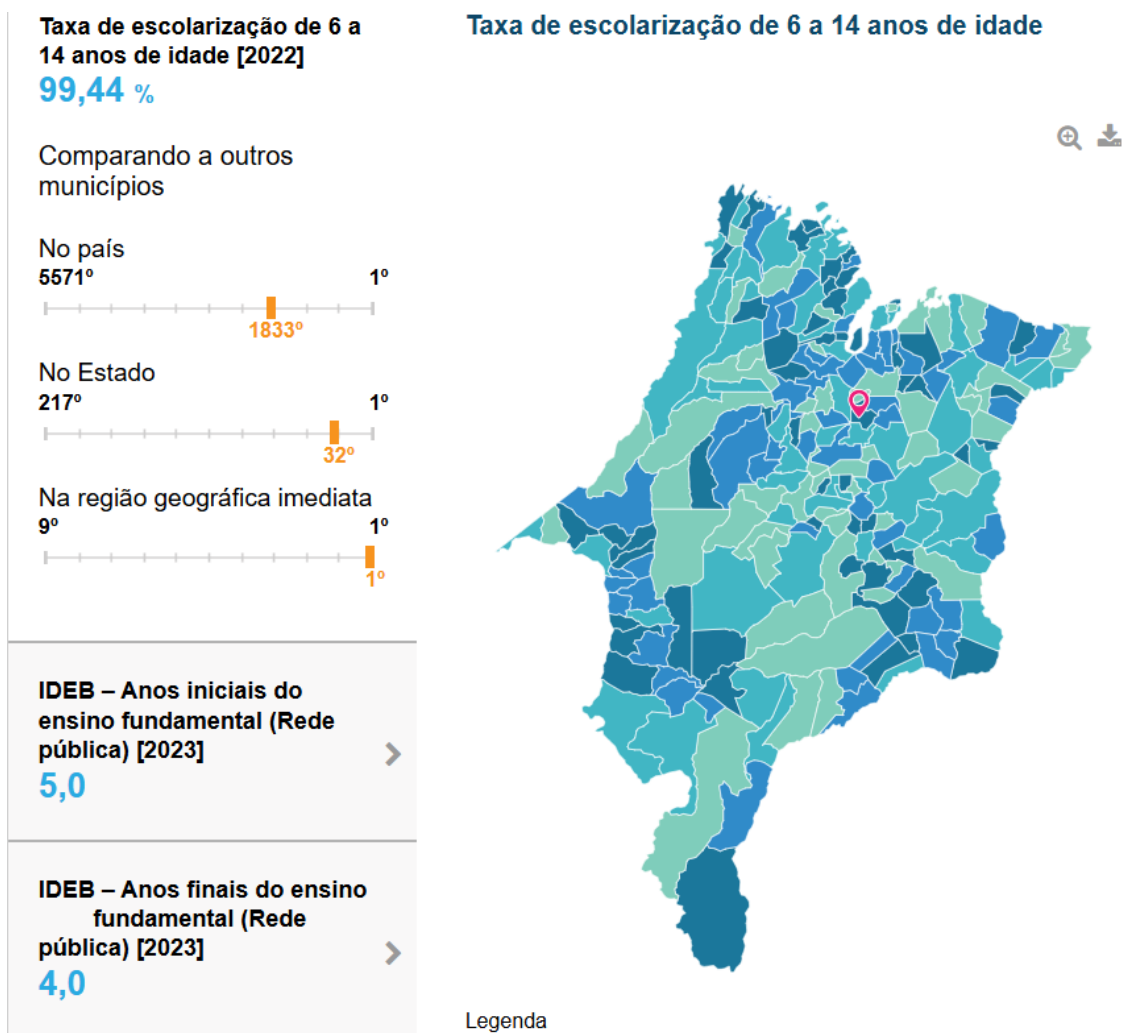 Taxa de escolarização de 6 a
14 anos de idade [2022]
99,44 %
Comparando a outros
municípios
No país
5571º 1º
1833º
No Estado
217º 1º
32º
Na região geográfica imediata
9º 1º
1º
IDEB – Anos iniciais do
ensino fundamental (Rede
pública) [2023]
5,0
IDEB – Anos finais do ensino
fundamental (Rede
pública) [2023]
4,0
Taxa de escolarização de 6 a 14 anos de idade
Legenda